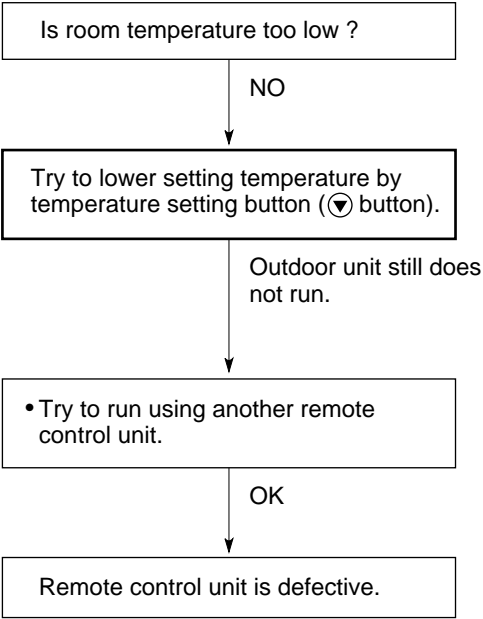 Is room temperature too low ?
NO
Try to lower setting temperature by
temperature setting button (▼ button).
Outdoor unit still does
not run.
• Try to run using another remote
control unit.
OK
Remote control unit is defective.